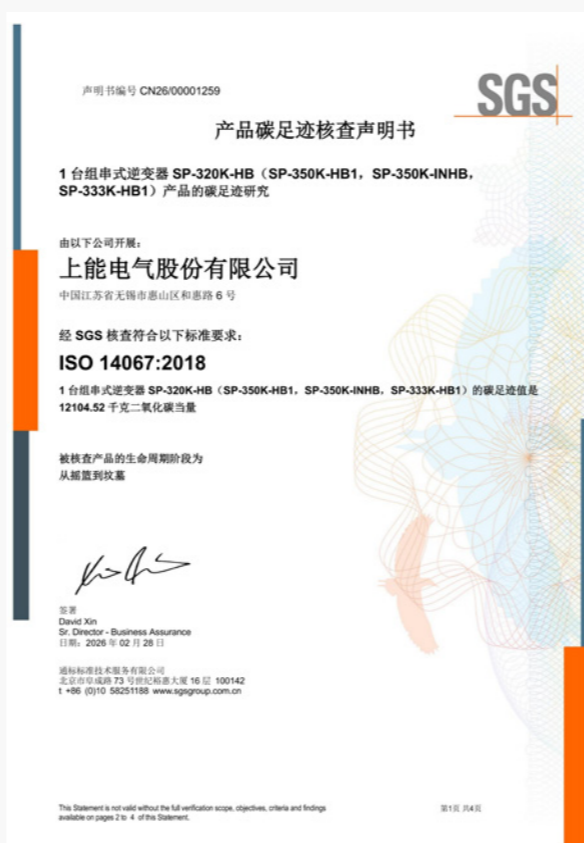 声明书编号 CN26/00001259
SGS
产品碳足迹核查声明书
1 台组串式逆变器 SP-320K-HB（SP-350K-HB1，SP-350K-INHB，
SP-333K-HB1）产品的碳足迹研究
由以下公司开展：
上能电气股份有限公司
中国江苏省无锡市惠山区和惠路 6 号
经 SGS 核查符合以下标准要求：
ISO 14067:2018
1 台组串式逆变器 SP-320K-HB（SP-350K-HB1，SP-350K-INHB，SP-333K-HB1）的碳足迹值是
12104.52 千克二氧化碳当量
被核查产品的生命周期阶段为
从摇篮到坟墓
签署
David Xin
Sr. Director - Business Assurance
日期：2026 年 02 月 28 日
通标标准技术服务有限公司
北京市阜成路 73 号世纪裕惠大厦 16 层 100142
t +86 (0)10 58251188 www.sgsgroup.com.cn
This Statement is not valid without the full verification scope, objectives, criteria and findings
available on pages 2 to 4 of this Statement.
第1页 共4页